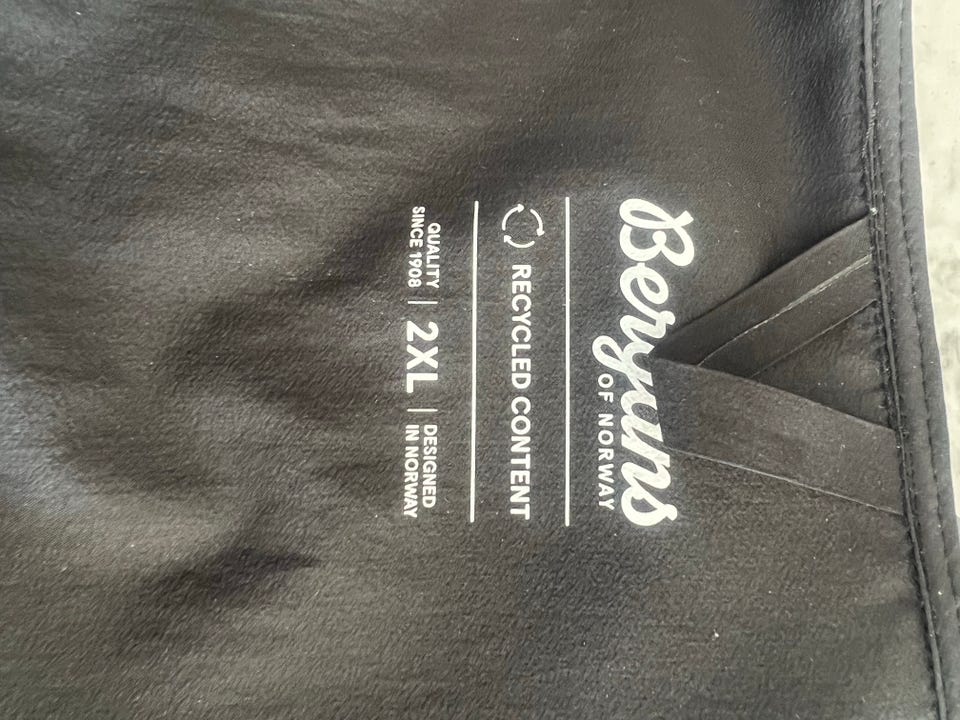 Bergans
OF NORWAY
RECYCLED CONTENT
QUALITY
SINCE 1908 | 2XL | DESIGNED
IN NORWAY